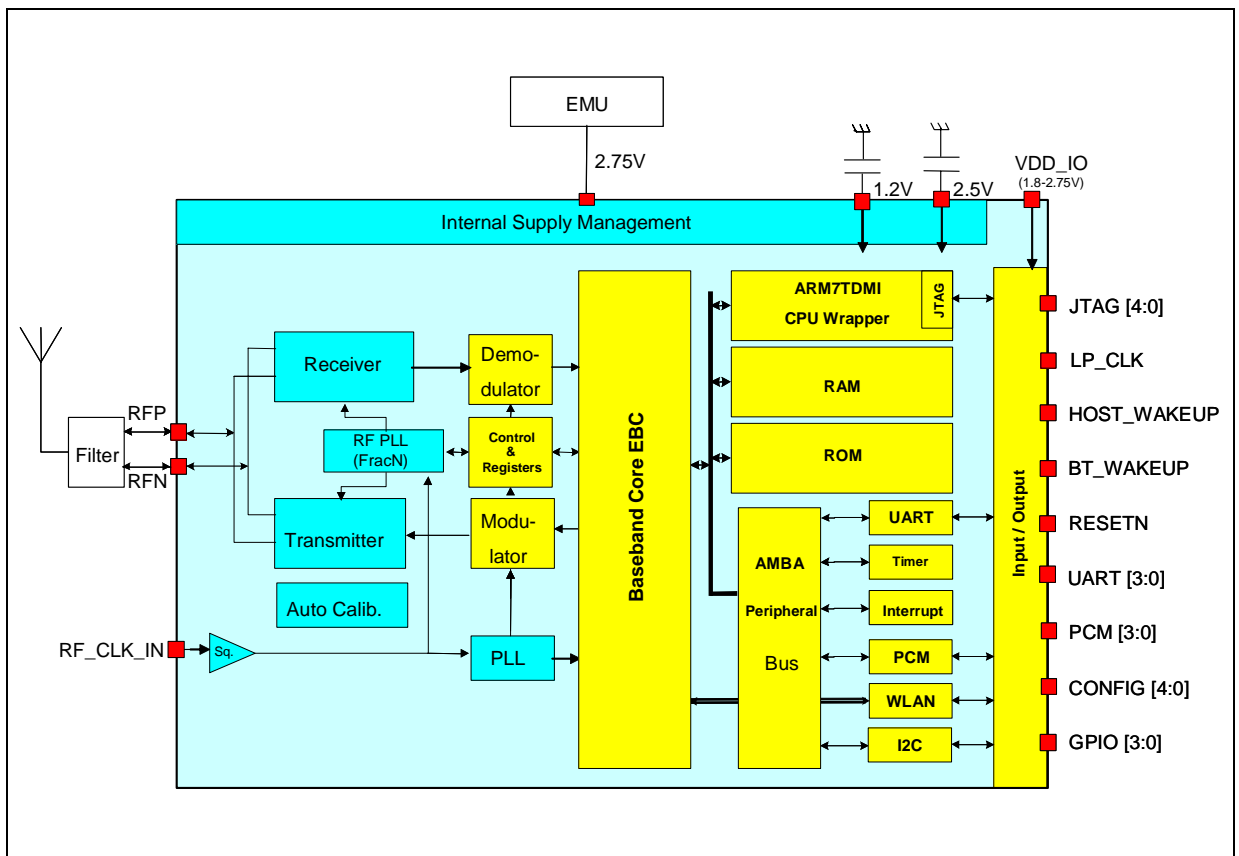 EMU
2.75V
1.2V
2.5V
VDD_IO
(1.8-2.75V)
Internal Supply Management
ARM7TDMI
CPU Wrapper
JTAG
RAM
ROM
Receiver
Demo-
dulator
RF PLL
(FracN)
Control
&
Registers
Transmitter
Modu-
lator
Auto Calib.
Sq.
PLL
RFP
RFN
Filter
RF_CLK_IN
Baseband Core EBC
AMBA
Peripheral
Bus
UART
Timer
Interrupt
PCM
WLAN
I2C
Input / Output
JTAG [4:0]
LP_CLK
HOST_WAKEUP
BT_WAKEUP
RESETN
UART [3:0]
PCM [3:0]
CONFIG [4:0]
GPIO [3:0]